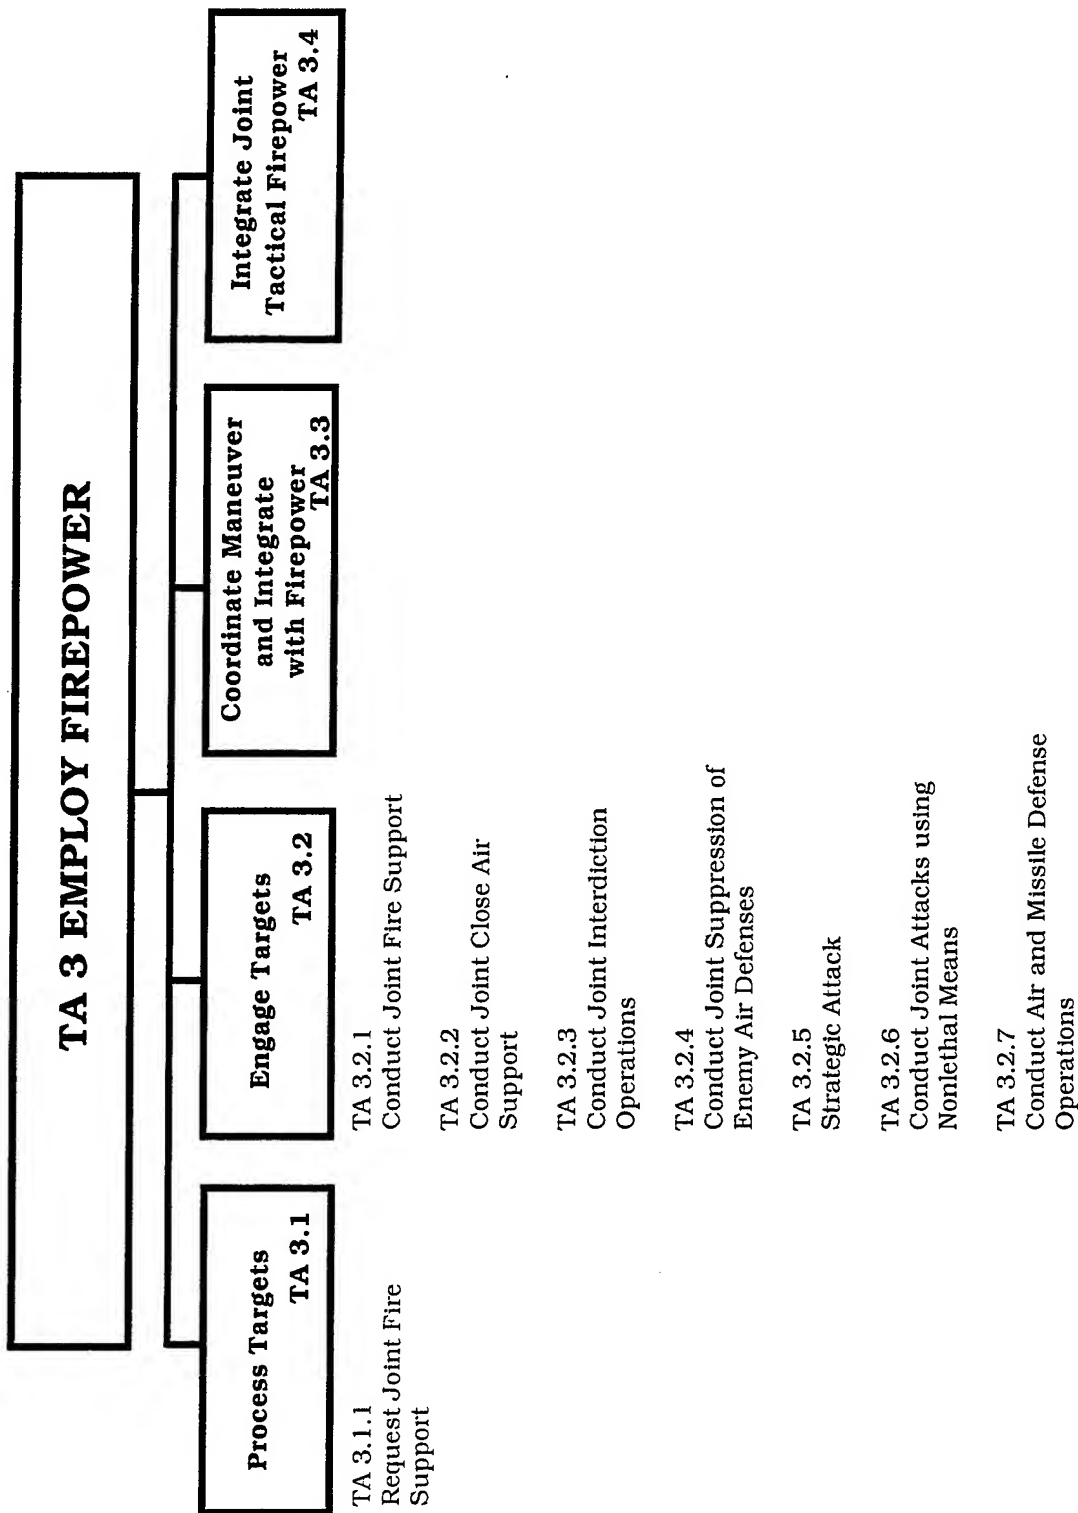 TA 3 EMPLOY FIREPOWER
Process Targets
TA 3.1
TA 3.1.1
Request Joint Fire
Support
Engage Targets
TA 3.2
TA 3.2.1
Conduct Joint Fire Support
TA 3.2.2
Conduct Joint Close Air
Support
TA 3.2.3
Conduct Joint Interdiction
Operations
TA 3.2.4
Conduct Joint Suppression of
Enemy Air Defenses
TA 3.2.5
Strategic Attack
TA 3.2.6
Conduct Joint Attacks using
Nonlethal Means
TA 3.2.7
Conduct Air and Missile Defense
Operations
Coordinate Maneuver
and Integrate
with Firepower
TA 3.3
Integrate Joint
Tactical Firepower
TA 3.4